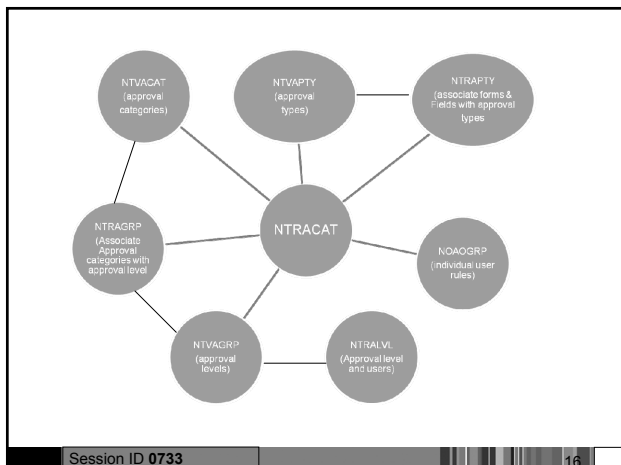 NTVACAT
(approval
categories)
NTVAPTY
(approval
types)
NTRAPTY
(associate forms &
Fields with approval
types
NTRACAT
NTRAGRP
(Associate
Approval
categories with
approval level
NOAOGRP
(individual user
rules)
NTVAGRP
(approval
levels)
NTRALVL
(Approval level
and users)
Session ID 0733
16